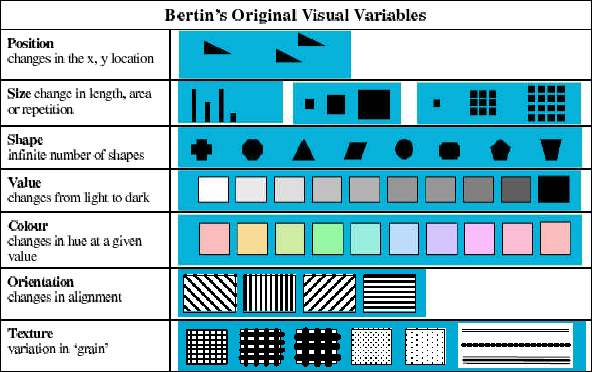 Bertin's Original Visual Variables
Position
changes in the x, y location
Size change in length, area
or repetition
Shape
infinite number of shapes
Value
changes from light to dark
Colour
changes in hue at a given
value
Orientation
changes in alignment
Texture
variation in 'grain'